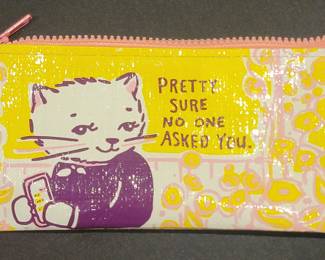 PRETTY
SURE
NO ONE
ASKED YOU.